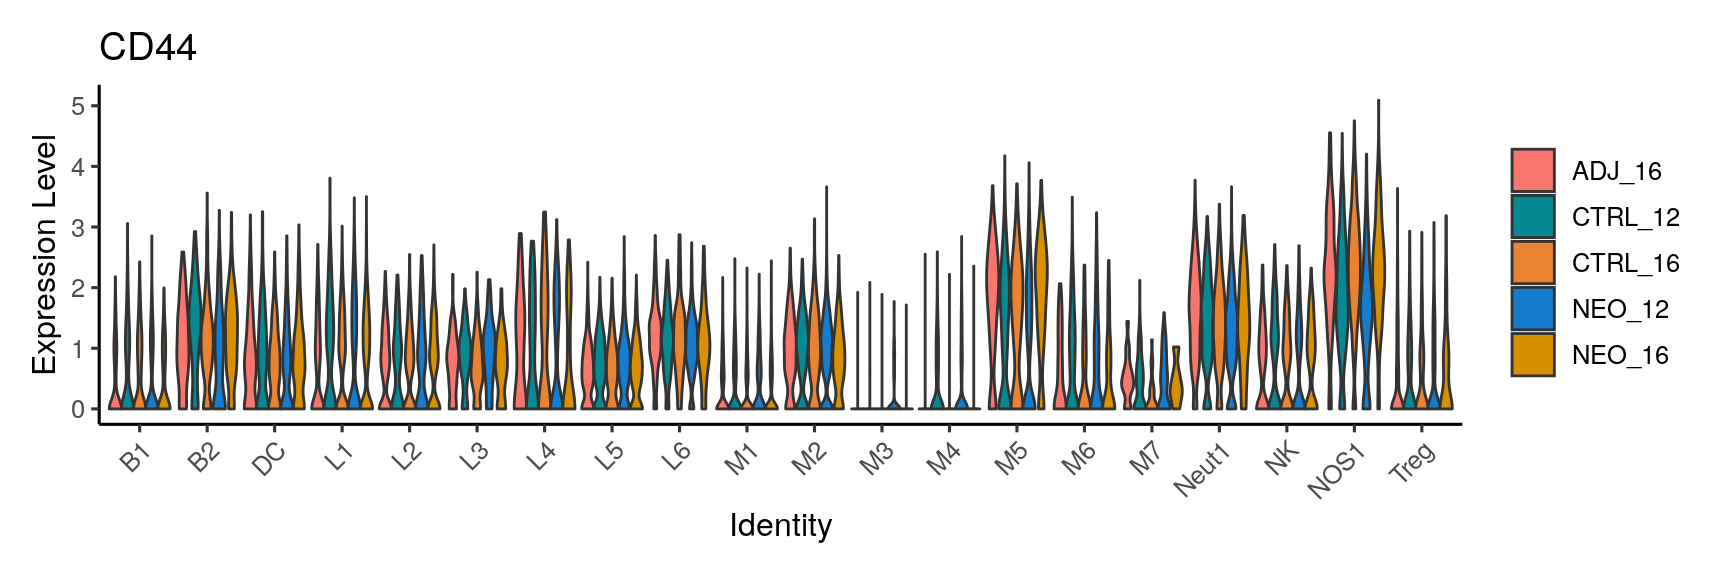 CD44
Expression Level
5
4
3
2
1
0
B1 B2 DC L1 L2 L3 L4 L5 L6 M1 M2 M3 M4 M5 M6 M7 Neut1 NK NOS1 Treg
Identity
ADJ_16
CTRL_12
CTRL_16
NEO_12
NEO_16